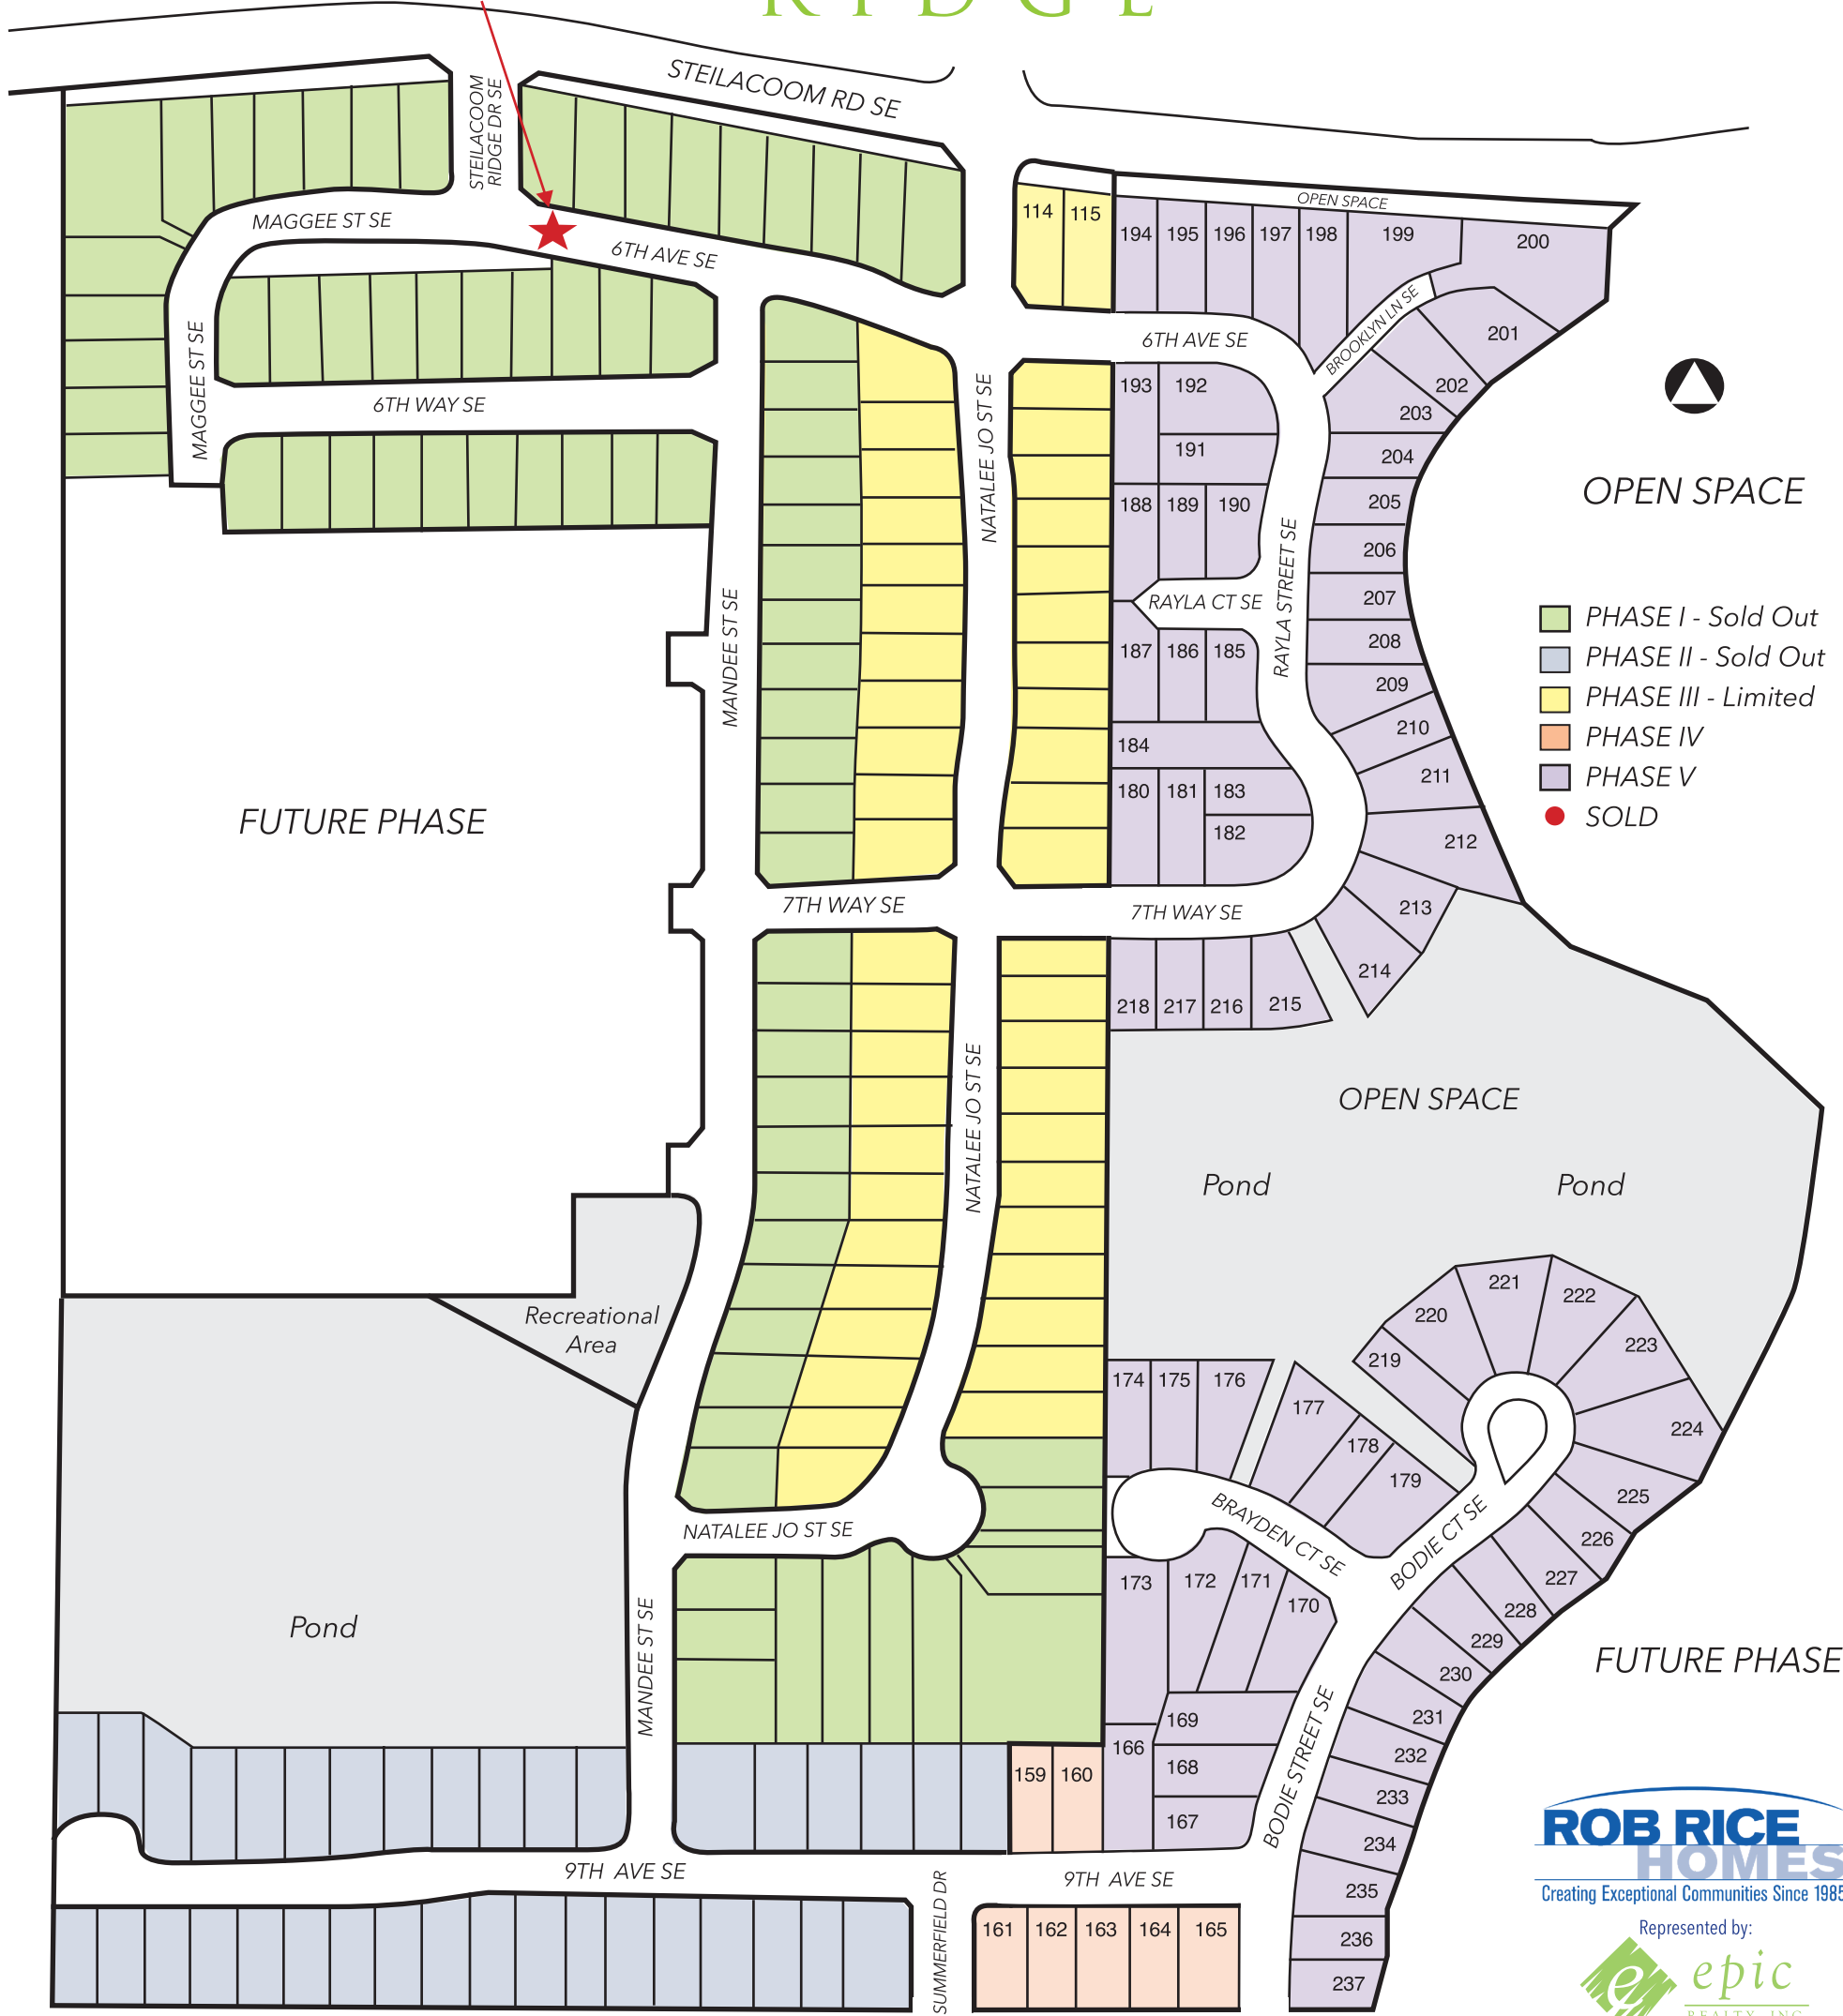 RIDGE
STEILACOOM RD SE
STEILACOOM
RIDGE DR SE
MAGGEE ST SE
6TH AVE SE
OPEN SPACE
114
115
194
195
196
197
198
199
200
BROOKLYN LN SE
201
202
203
6TH AVE SE
193
192
191
204
MAGGEE ST SE
6TH WAY SE
NATALEE JO ST SE
188
189
190
205
206
207
208
RAYLA STREET SE
RAYLA CT SE
OPEN SPACE
PHASE I - Sold Out
PHASE II - Sold Out
PHASE III - Limited
PHASE IV
PHASE V
SOLD
MANDEE ST SE
187
186
185
209
210
184
211
180
181
183
182
212
FUTURE PHASE
7TH WAY SE
7TH WAY SE
213
214
218
217
216
215
NATALEE JO ST SE
OPEN SPACE
Pond
Pond
Recreational
Area
221
222
220
223
219
174
175
176
177
224
178
179
225
226
227
228
229
230
231
232
233
234
235
236
237
BRAYDEN CT SE
BODIE CT SE
NATALEE JO ST SE
173
172
171
170
Pond
MANDEE ST SE
FUTURE PHASE
169
166
168
167
159
160
BODIE STREET SE
9TH AVE SE
9TH AVE SE
SUMMERFIELD DR
161
162
163
164
165
ROB RICE
HOMES
Creating Exceptional Communities Since 1985
Represented by:
e
epic
REALTY, INC